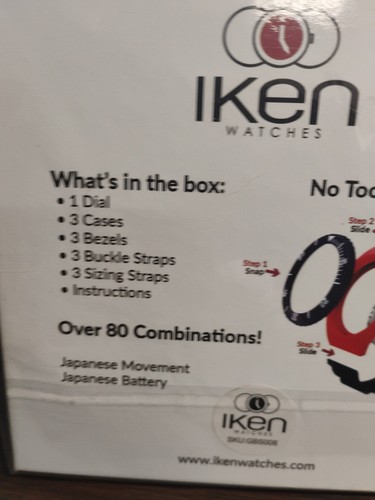 Iken
WATCHES
What's in the box:
• 1 Dial
• 3 Cases
• 3 Bezels
• 3 Buckle Straps
• 3 Sizing Straps
• Instructions
Over 80 Combinations!
Japanese Movement
Japanese Battery
No Too
Step 2
Slide
Step 1
Snap
Step 3
Slide
Iken
WATCHES
www.ikenwatches.com